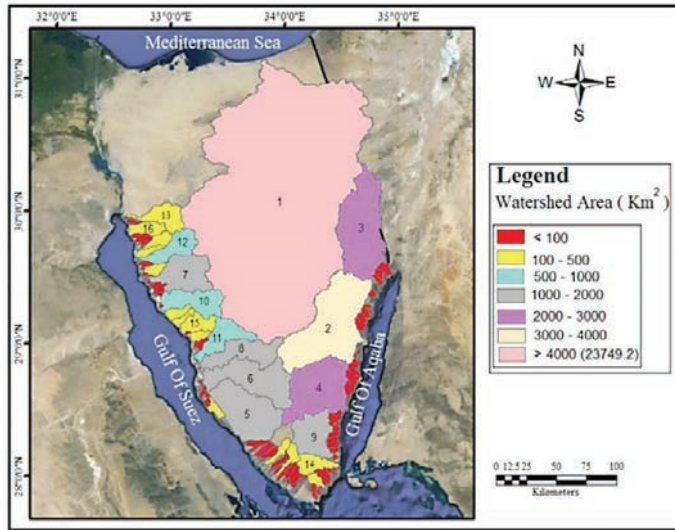 32°0'0"E 33°0'0"E 34°0'0"E 35°0'0"E
Mediterranean Sea
31°0'0"N
30°0'0"N
29°0'0"N
28°0'0"N
N
W E
S
1
13
16
3
12
7
10
2
15
11
8
6
4
5
9
14
Gulf Of Suez
Gulf Of Aqaba
Legend
Watershed Area ( Km2 )
< 100
100 - 500
500 - 1000
1000 - 2000
2000 - 3000
3000 - 4000
> 4000 (23749.2)
0 12.5 25 50 75 100
Kilometers